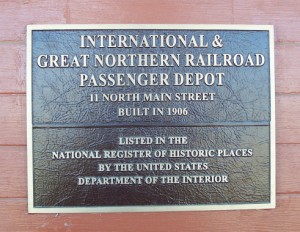 INTERNATIONAL &
GREAT NORTHERN RAILROAD
PASSENGER DEPOT
11 NORTH MAIN STREET
BUILT IN 1906
LISTED IN THE
NATIONAL REGISTER OF HISTORIC PLACES
BY THE UNITED STATES
DEPARTMENT OF THE INTERIOR